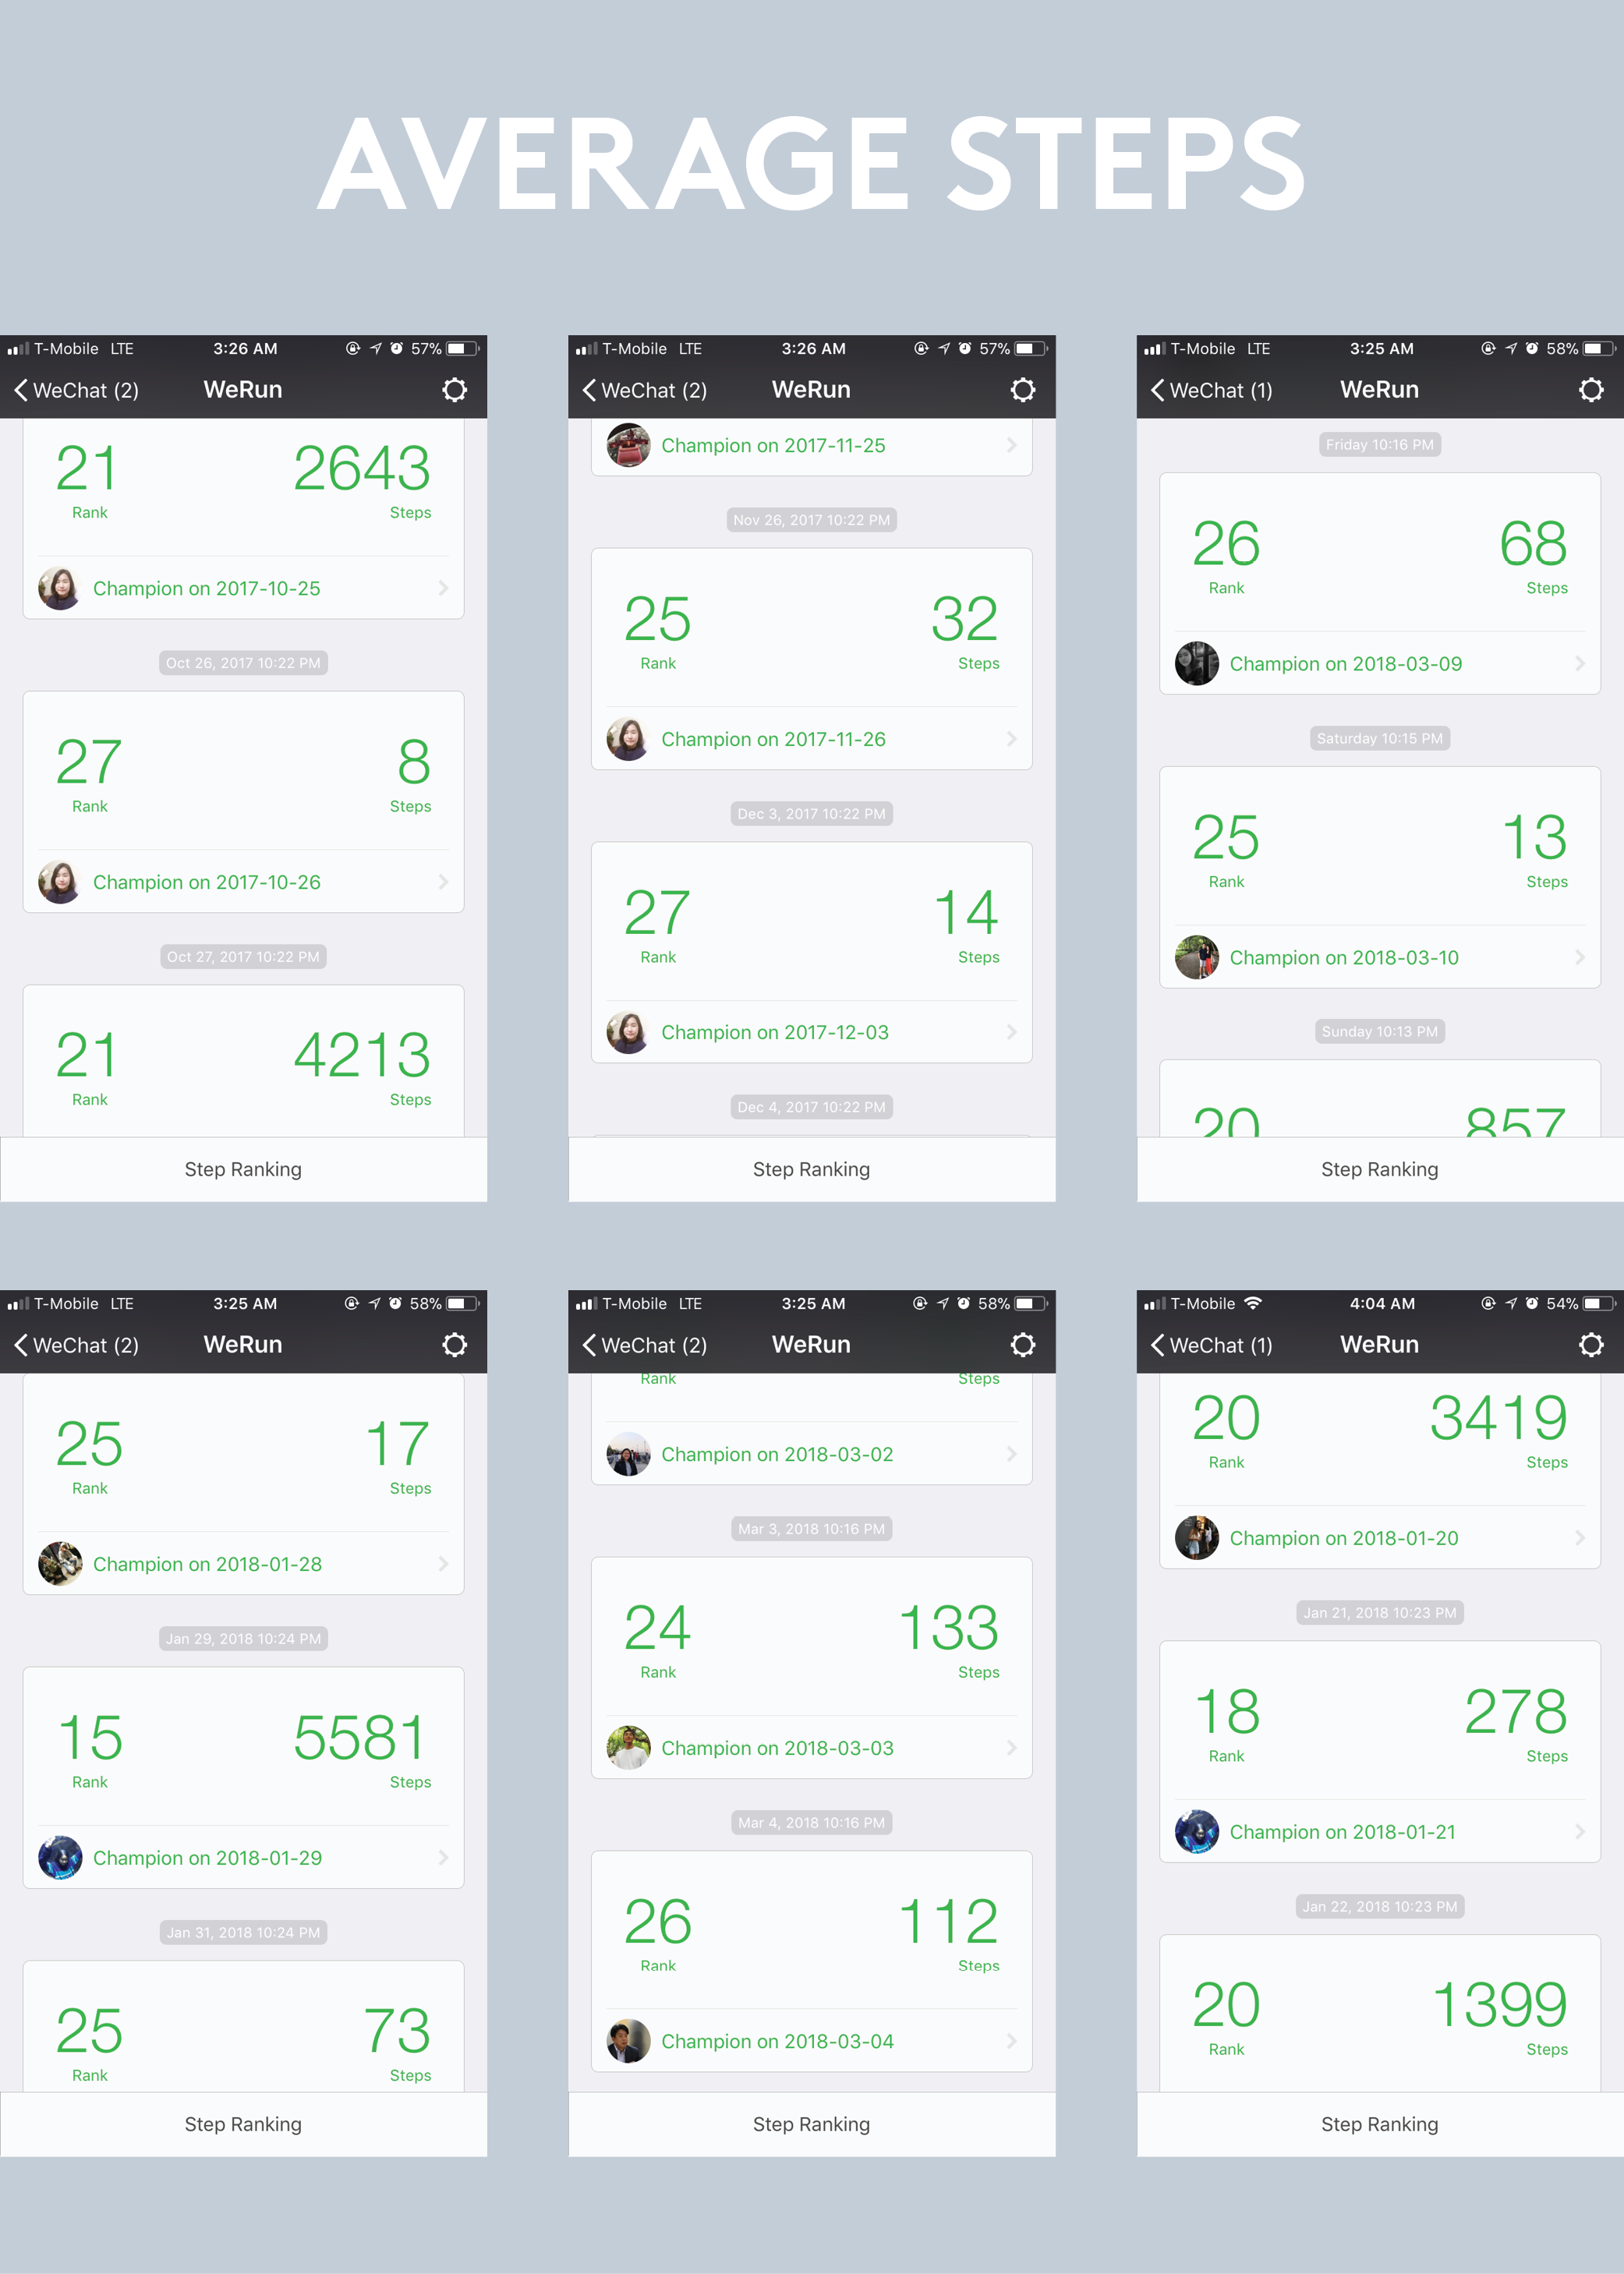 AVERAGE STEPS
T-Mobile LTE 3:26 AM 57%
WeChat (2) WeRun
21 2643
Rank Steps
Champion on 2017-10-25
Oct 26, 2017 10:22 PM
27 8
Rank Steps
Champion on 2017-10-26
Oct 27, 2017 10:22 PM
21 4213
Rank Steps
Step Ranking
T-Mobile LTE 3:26 AM 57%
WeChat (2) WeRun
Champion on 2017-11-25
Nov 26, 2017 10:22 PM
25 32
Rank Steps
Champion on 2017-11-26
Dec 3, 2017 10:22 PM
27 14
Rank Steps
Champion on 2017-12-03
Dec 4, 2017 10:22 PM
Step Ranking
T-Mobile LTE 3:25 AM 58%
WeChat (1) WeRun
Friday 10:16 PM
26 68
Rank Steps
Champion on 2018-03-09
Saturday 10:15 PM
25 13
Rank Steps
Champion on 2018-03-10
Sunday 10:13 PM
20 857
Step Ranking
T-Mobile LTE 3:25 AM 58%
WeChat (2) WeRun
25 17
Rank Steps
Champion on 2018-01-28
Jan 29, 2018 10:24 PM
15 5581
Rank Steps
Champion on 2018-01-29
Jan 31, 2018 10:24 PM
25 73
Rank Steps
Step Ranking
T-Mobile LTE 3:25 AM 58%
WeChat (2) WeRun
Rank Steps
Champion on 2018-03-02
Mar 3, 2018 10:16 PM
24 133
Rank Steps
Champion on 2018-03-03
Mar 4, 2018 10:16 PM
26 112
Rank Steps
Champion on 2018-03-04
Step Ranking
T-Mobile 4:04 AM 54%
WeChat (1) WeRun
20 3419
Rank Steps
Champion on 2018-01-20
Jan 21, 2018 10:23 PM
18 278
Rank Steps
Champion on 2018-01-21
Jan 22, 2018 10:23 PM
20 1399
Rank Steps
Step Ranking